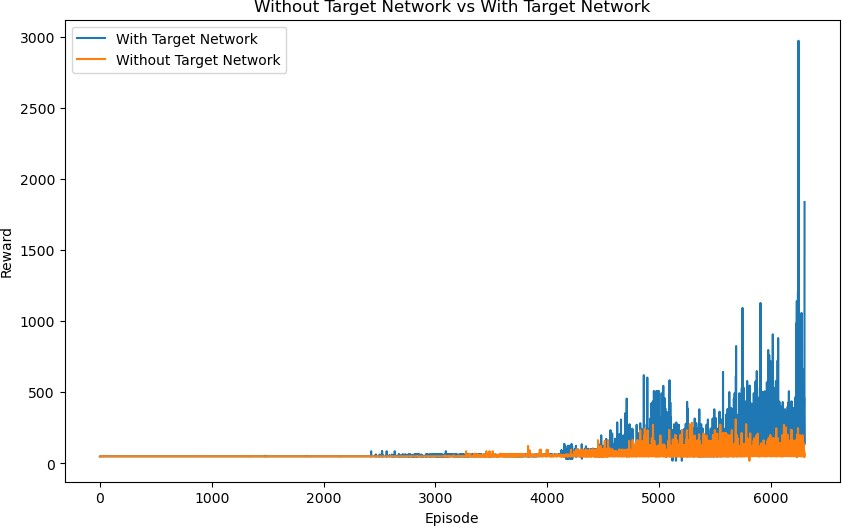 Without Target Network vs With Target Network
With Target Network
Without Target Network
3000
2500
2000
1500
1000
500
0
Reward
0 1000 2000 3000 4000 5000 6000
Episode